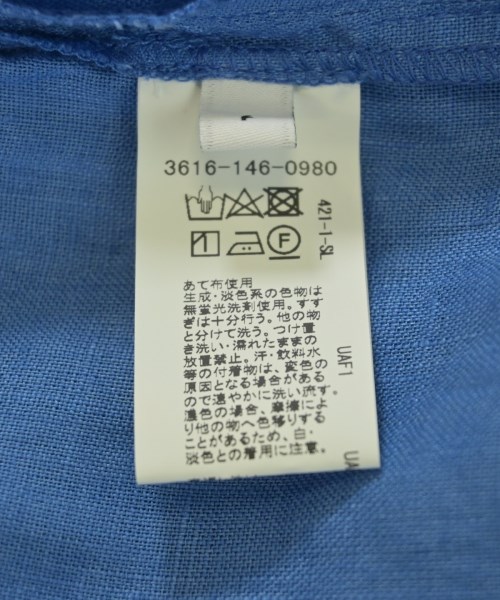 3616-146-0980
421-1-SL
F
あて布使用
生成・淡色系の色物は
無蛍光洗剤使用。すす
ぎは十分行う。他の物
と分けて洗う。つけ置
き洗い・濡れたままの
放置禁止。汗・飲料水
等の付着物は、変色の
原因となる場合がある
ので速やかに洗い流す。
濃色の場合、摩擦によ
り他の物へ色移りする
ことがあるため、白・
淡色との着用に注意。
UAF1
UA